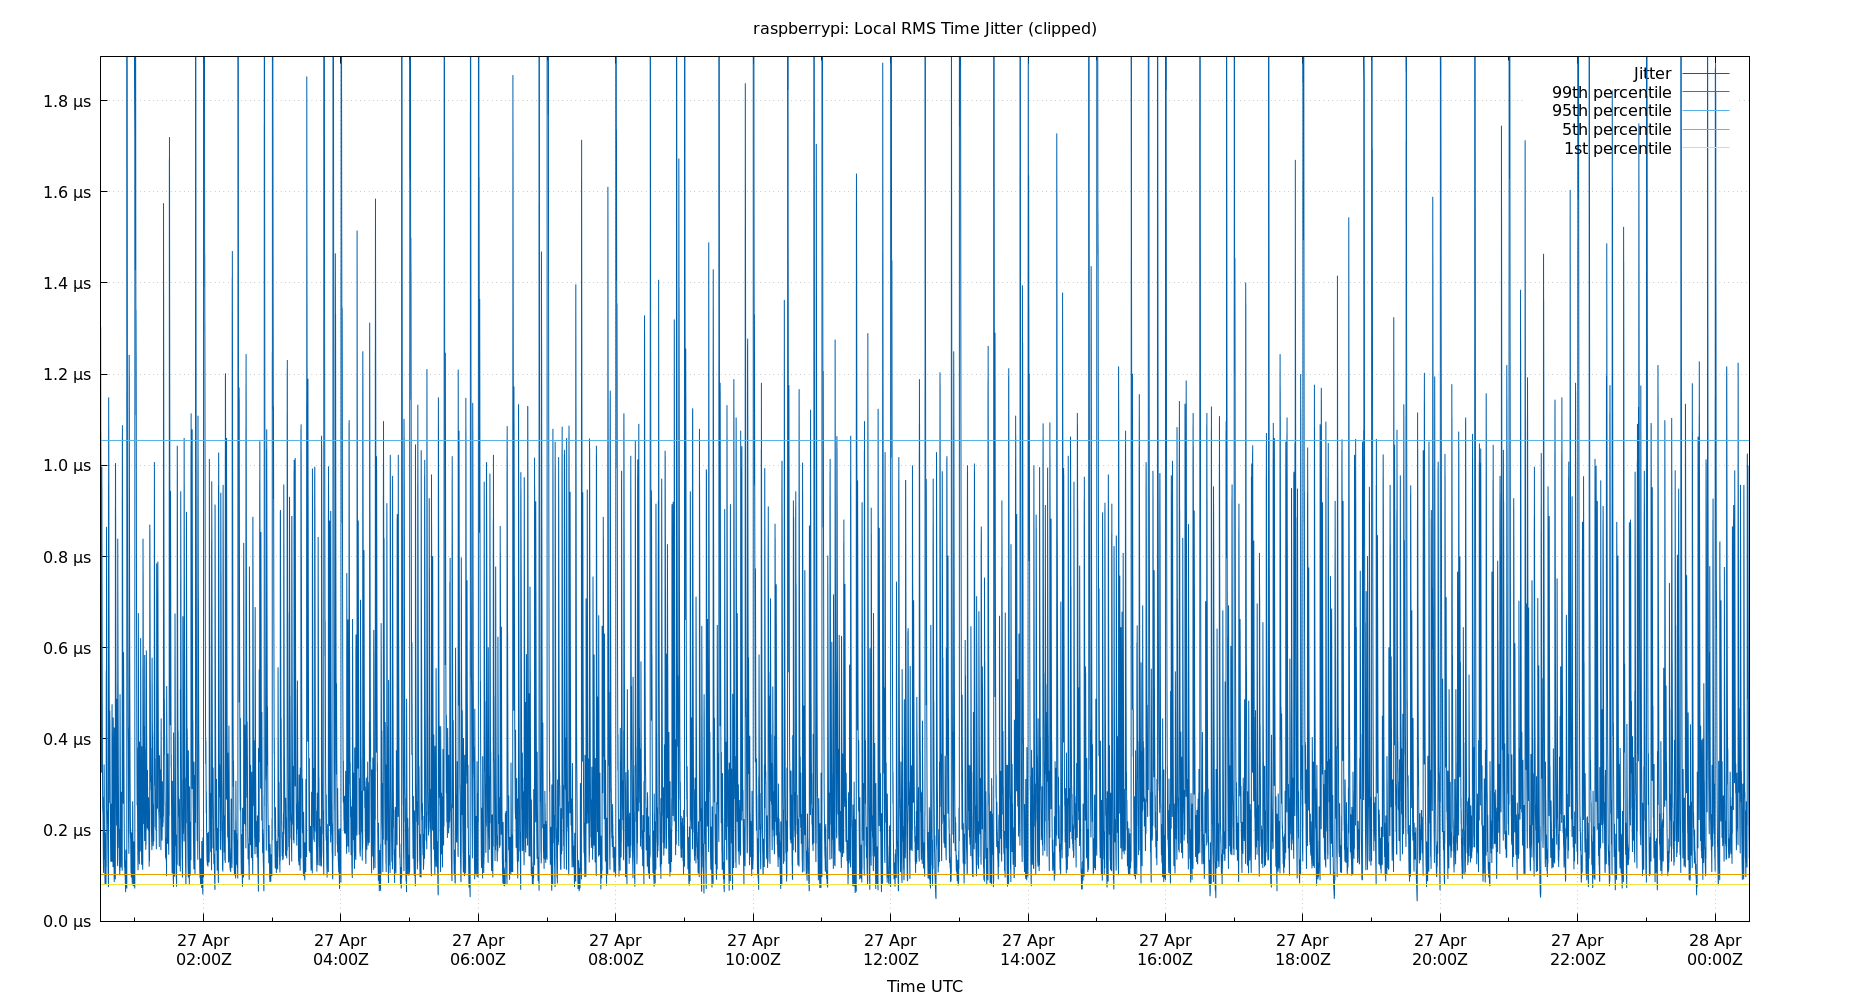 raspberrypi: Local RMS Time Jitter (clipped)
Jitter
99th percentile
95th percentile
5th percentile
1st percentile
1.8 µs
1.6 µs
1.4 µs
1.2 µs
1.0 µs
0.8 µs
0.6 µs
0.4 µs
0.2 µs
0.0 µs
27 Apr 27 Apr 27 Apr 27 Apr 27 Apr 27 Apr 27 Apr 27 Apr 27 Apr 27 Apr 27 Apr 28 Apr
02:00Z 04:00Z 06:00Z 08:00Z 10:00Z 12:00Z 14:00Z 16:00Z 18:00Z 20:00Z 22:00Z 00:00Z
Time UTC